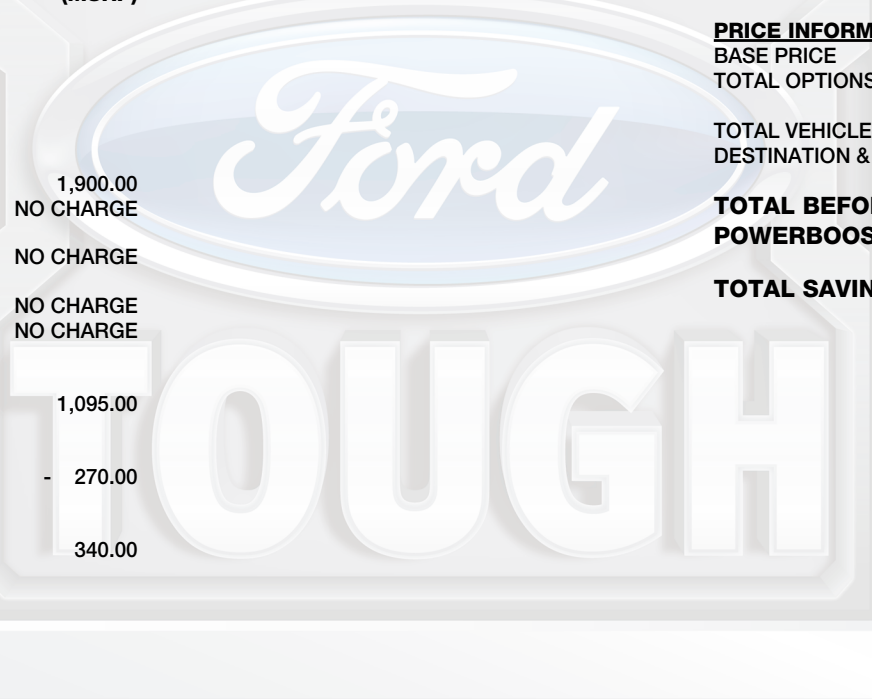 1,900.00
NO CHARGE
NO CHARGE
NO CHARGE
NO CHARGE
1,095.00
- 270.00
340.00
PRICE INFORM
BASE PRICE
TOTAL OPTIONS
TOTAL VEHICLE
DESTINATION &
TOTAL BEFO
POWERBOOS
TOTAL SAVIN
Ford
TOUGH